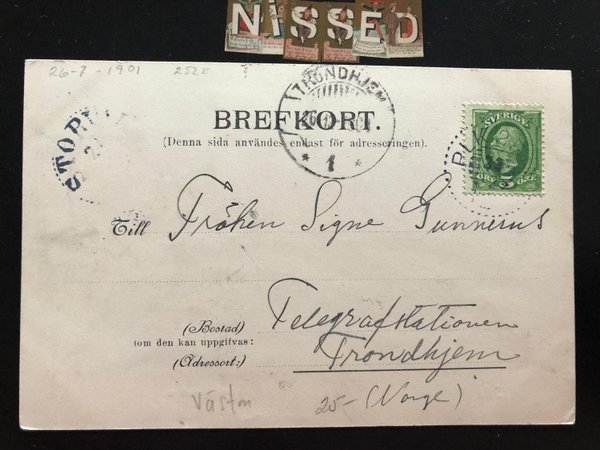 NISSED
26-7-1901
TRONDHJEM
1
BREFKORT.
(Denna sida användes endast för adresseringen.)
SVERIGE
5
ÖRE
Till Fröken Signe Gunnerus
(Bostad)
(om den kan uppgifvas:
Telegrafstationen
(Adressort:)
Trondhjem
25-
(Norge)